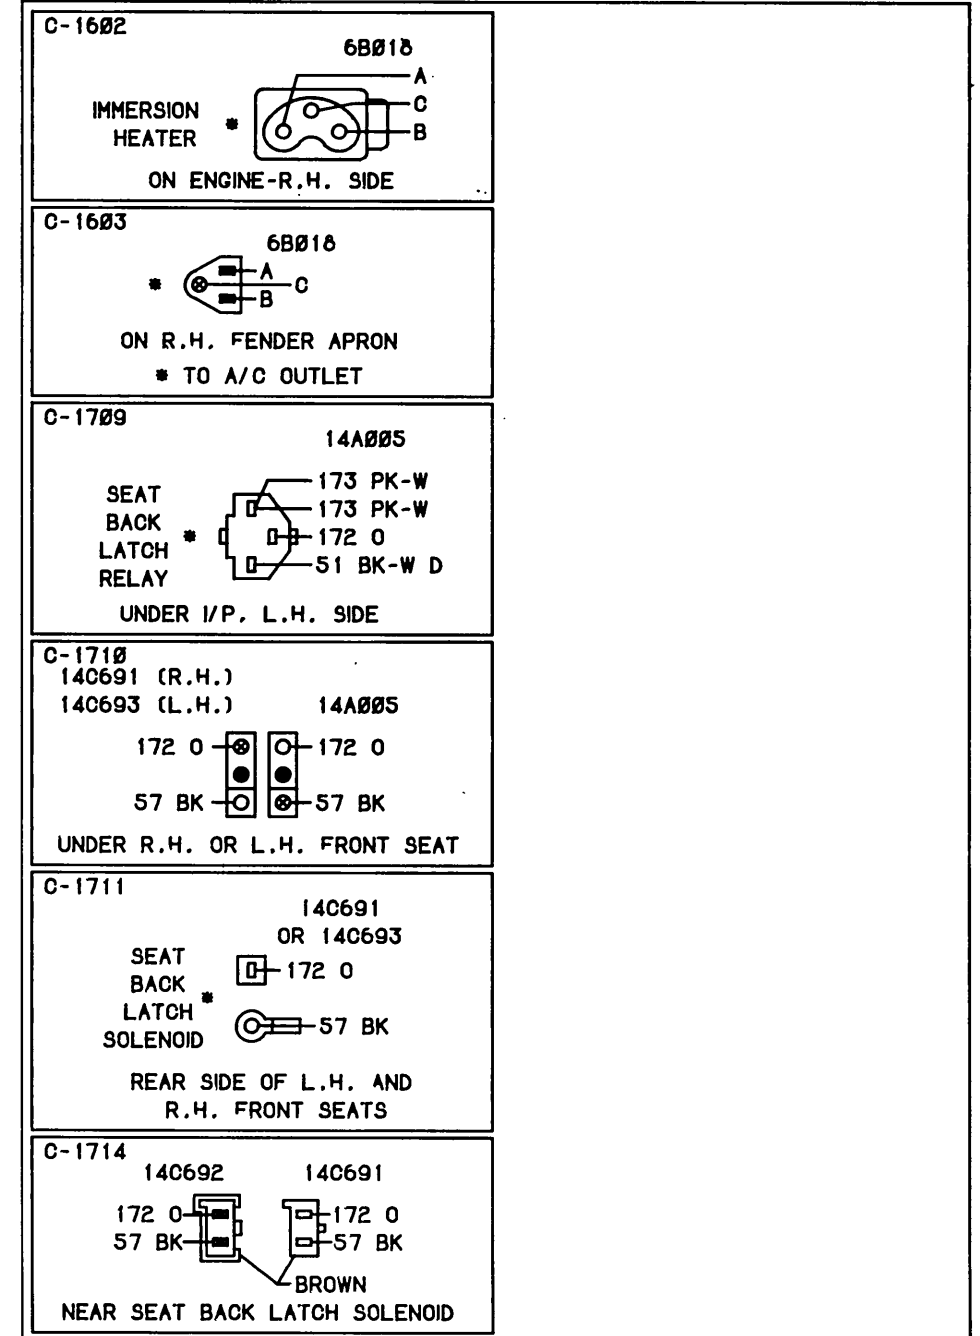 C-1602
6B018
A
IMMERSION
HEATER
*
C
B
ON ENGINE-R.H. SIDE
C-1603
6B018
A
* C
B
ON R.H. FENDER APRON
* TO A/C OUTLET
C-1709
14A005
173 PK-W
SEAT
BACK
LATCH
RELAY
*
173 PK-W
172 O
51 BK-W D
UNDER I/P, L.H. SIDE
C-1710
14C691 (R.H.)
14C693 (L.H.) 14A005
172 O 172 O
57 BK 57 BK
UNDER R.H. OR L.H. FRONT SEAT
C-1711
14C691
OR 14C693
SEAT
BACK
LATCH
SOLENOID
*
172 O
57 BK
REAR SIDE OF L.H. AND
R.H. FRONT SEATS
C-1714
14C692 14C691
172 O 172 O
57 BK 57 BK
BROWN
NEAR SEAT BACK LATCH SOLENOID